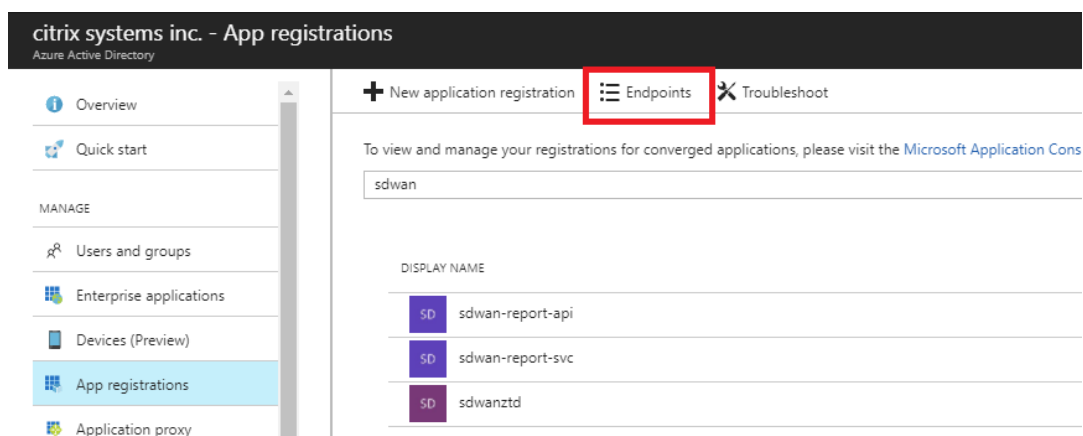 citrix systems inc. - App registrations
Azure Active Directory
Overview
Quick start
MANAGE
Users and groups
Enterprise applications
Devices (Preview)
App registrations
Application proxy
New application registration Endpoints Troubleshoot
To view and manage your registrations for converged applications, please visit the Microsoft Application Cons
sdwan
DISPLAY NAME
SD sdwan-report-api
SD sdwan-report-svc
SD sdwanztd